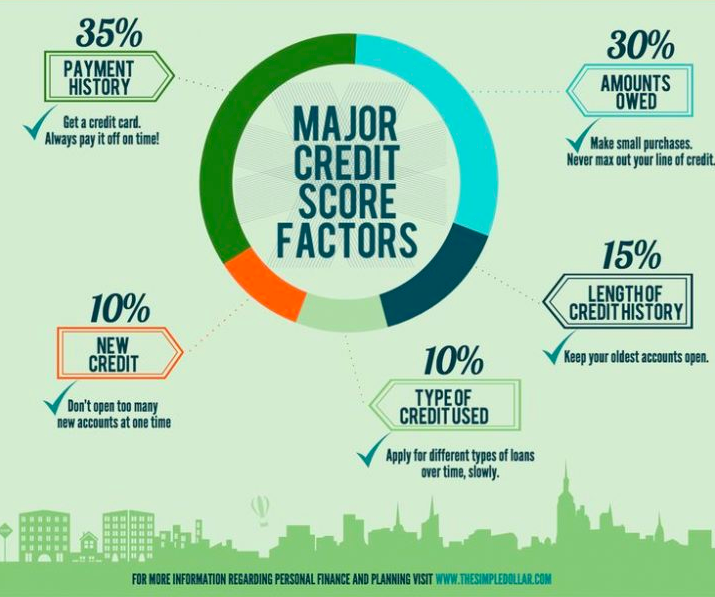 MAJOR
CREDIT
SCORE
FACTORS
35%
PAYMENT
HISTORY
Get a credit card.
Always pay it off on time!
30%
AMOUNTS
OWED
Make small purchases.
Never max out your line of credit.
15%
LENGTH OF
CREDIT HISTORY
Keep your oldest accounts open.
10%
TYPE OF
CREDIT USED
Apply for different types of loans
over time, slowly.
10%
NEW
CREDIT
Don't open too many
new accounts at one time
FOR MORE INFORMATION REGARDING PERSONAL FINANCE AND PLANNING VISIT WWW.THESIMPLEDOLLAR.COM